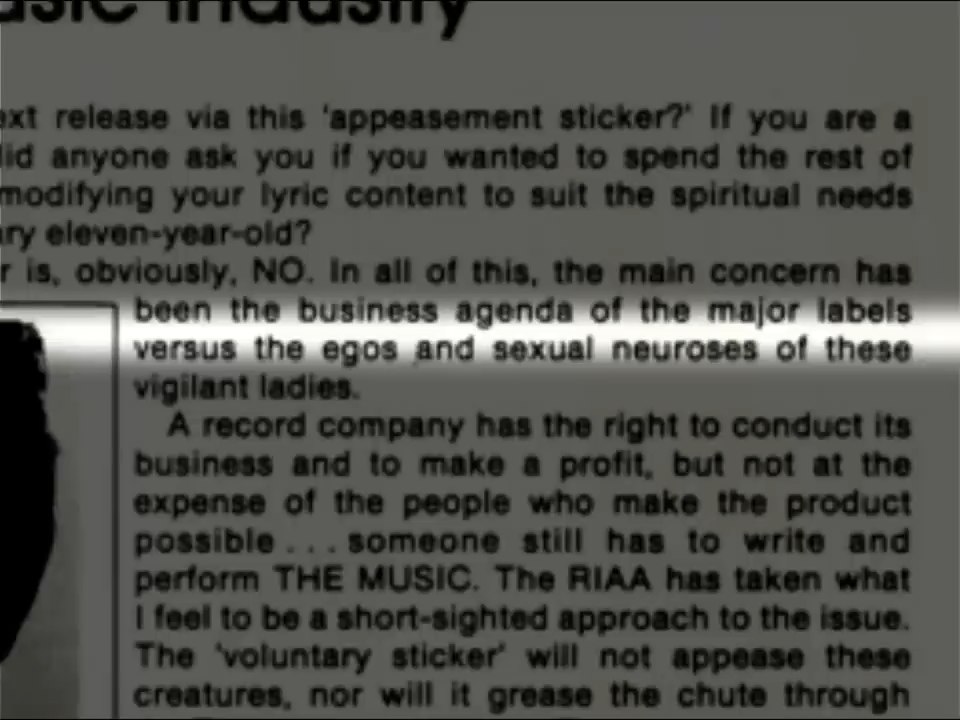 usic Industry
ext release via this 'appeasement sticker?' If you are a
lid anyone ask you if you wanted to spend the rest of
modifying your lyric content to suit the spiritual needs
ary eleven-year-old?
r is, obviously, NO. In all of this, the main concern has
been the business agenda of the major labels
versus the egos and sexual neuroses of these
vigilant ladies.
A record company has the right to conduct its
business and to make a profit, but not at the
expense of the people who make the product
possible . . . someone still has to write and
perform THE MUSIC. The RIAA has taken what
I feel to be a short-sighted approach to the issue.
The 'voluntary sticker' will not appease these
creatures, nor will it grease the chute through